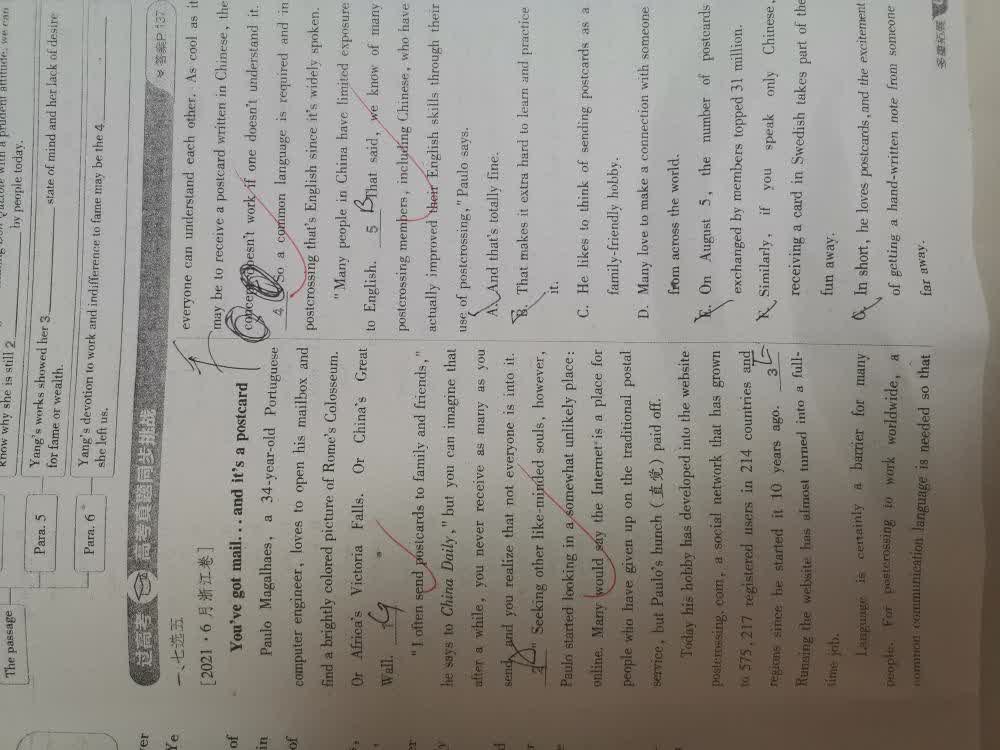 know why she is still 2
by people today.
The passage
Para. 5
Yang's works showed her 3 state of mind and her lack of desire
for fame or wealth.
Para. 6
Yang's devotion to work and indifference to fame may be the 4
she left us.
高考真题同步挑战
答案P 137
一、七选五
[2021·6月浙江卷]
You've got mail... and it's a postcard
Paulo Magalhaes, a 34-year-old Portuguese
computer engineer, loves to open his mailbox and
find a brightly colored picture of Rome's Colosseum.
Or Africa's Victoria Falls. Or China's Great
Wall. 1 G
"I often send postcards to family and friends,"
he says to China Daily, "but you can imagine that
after a while, you never receive as many as you
send, and you realize that not everyone is into it.
2 A " Seeking other like-minded souls, however,
Paulo started looking in a somewhat unlikely place:
online. Many would say the Internet is a place for
people who have given up on the traditional postal
service, but Paulo's hunch (直觉) paid off.
Today his hobby has developed into the website
postcrossing. com, a social network that has grown
to 575,217 registered users in 214 countries and
regions since he started it 10 years ago. 3 E
Running the website has almost turned into a full-
time job.
Language is certainly a barrier for many
people. For postcrossing to work worldwide, a
common communication language is needed so that
everyone can understand each other. As cool as it
may be to receive a postcard written in Chinese, the
concept doesn't work if one doesn't understand it.
4 So a common language is required and in
postcrossing that's English since it's widely spoken.
"Many people in China have limited exposure
to English. 5 B That said, we know of many
postcrossing members, including Chinese, who have
actually improved their English skills through their
use of postcrossing," Paulo says.
A. And that's totally fine.
B. That makes it extra hard to learn and practice
it.
C. He likes to think of sending postcards as a
family-friendly hobby.
D. Many love to make a connection with someone
from across the world.
E. On August 5, the number of postcards
exchanged by members topped 31 million.
F. Similarly, if you speak only Chinese,
receiving a card in Swedish takes part of the
fun away.
G. In short, he loves postcards, and the excitement
of getting a hand-written note from someone
far away.